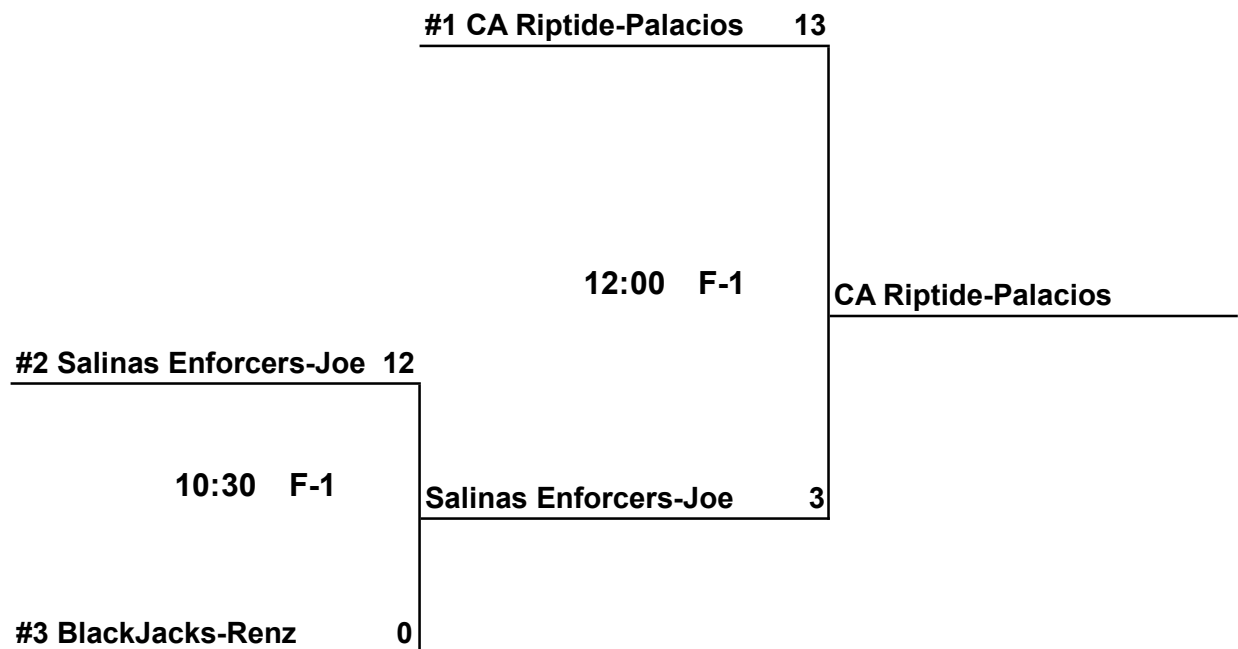 #1 CA Riptide-Palacios 13
12:00 F-1
CA Riptide-Palacios
#2 Salinas Enforcers-Joe 12
10:30 F-1
Salinas Enforcers-Joe 3
#3 BlackJacks-Renz 0